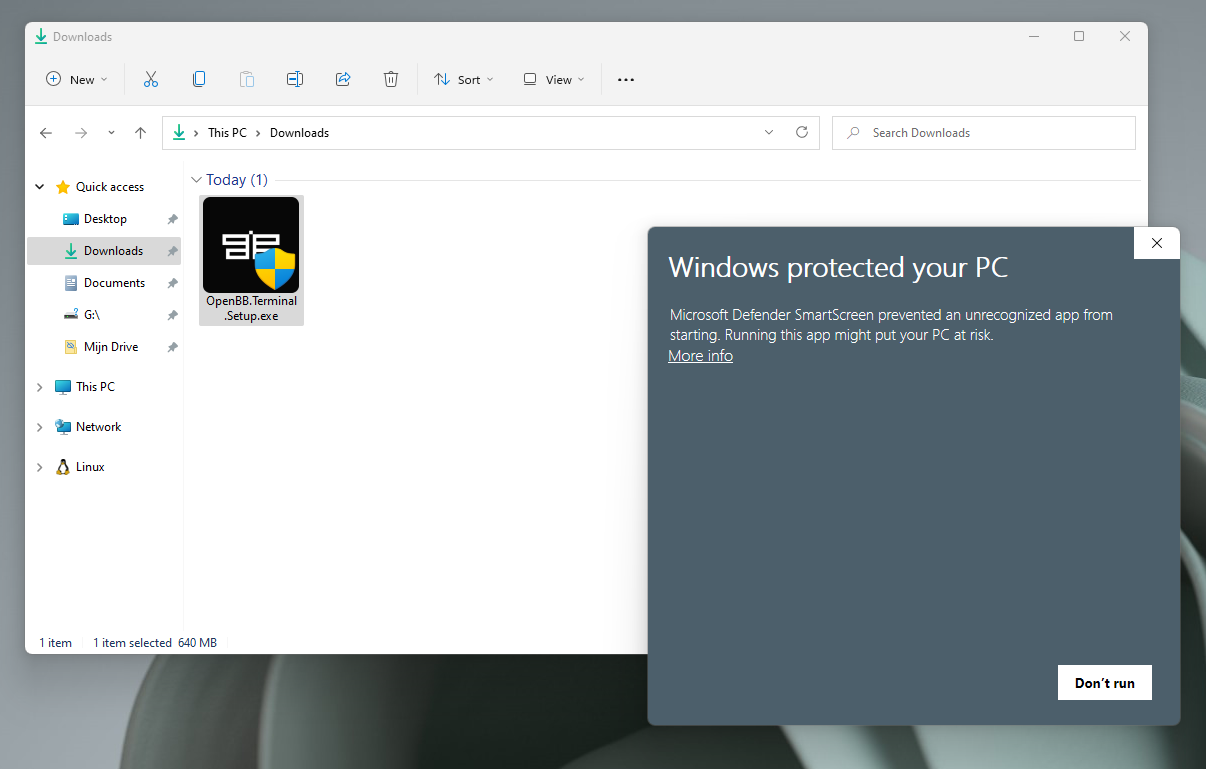 Downloads
New
Sort
View
This PC
Downloads
Search Downloads
Quick access
Desktop
Downloads
Documents
G:\
Mijn Drive
This PC
Network
Linux
Today (1)
OpenBB.Terminal
.Setup.exe
1 item
1 item selected 640 MB
Windows protected your PC
Microsoft Defender SmartScreen prevented an unrecognized app from
starting. Running this app might put your PC at risk.
More info
Don’t run